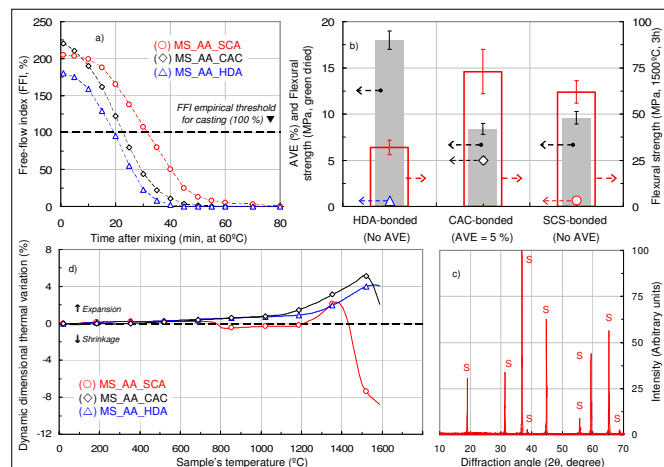 a)
Free-flow index (FFI, %)
250
200
150
100
50
0
MS_AA_SCA
MS_AA_CAC
MS_AA_HDA
FFI empirical threshold
for casting (100 %) ▼
0 20 40 60 80
Time after mixing (min, at 60ºC)
b)
AVE (%) and Flexural
strength (MPa, green dried)
20
15
10
5
0
Flexural strength (MPa, 1500ºC, 3h)
100
75
50
25
0
HDA-bonded CAC-bonded SCS-bonded
(No AVE) (AVE = 5 %) (No AVE)
d)
Dynamic dimensional thermal variation (%)
8
4
0
-4
-8
-12
↑ Expansion
↓ Shrinkage
MS_AA_SCA
MS_AA_CAC
MS_AA_HDA
0 200 400 600 800 1000 1200 1400 1600 1800
Sample's temperature (ºC)
c)
S
S
S
S
S
S
S
S
S
Intensity (Arbitrary units)
100
75
50
25
0
10 20 30 40 50 60 70
Diffraction angle (2θ, degree)